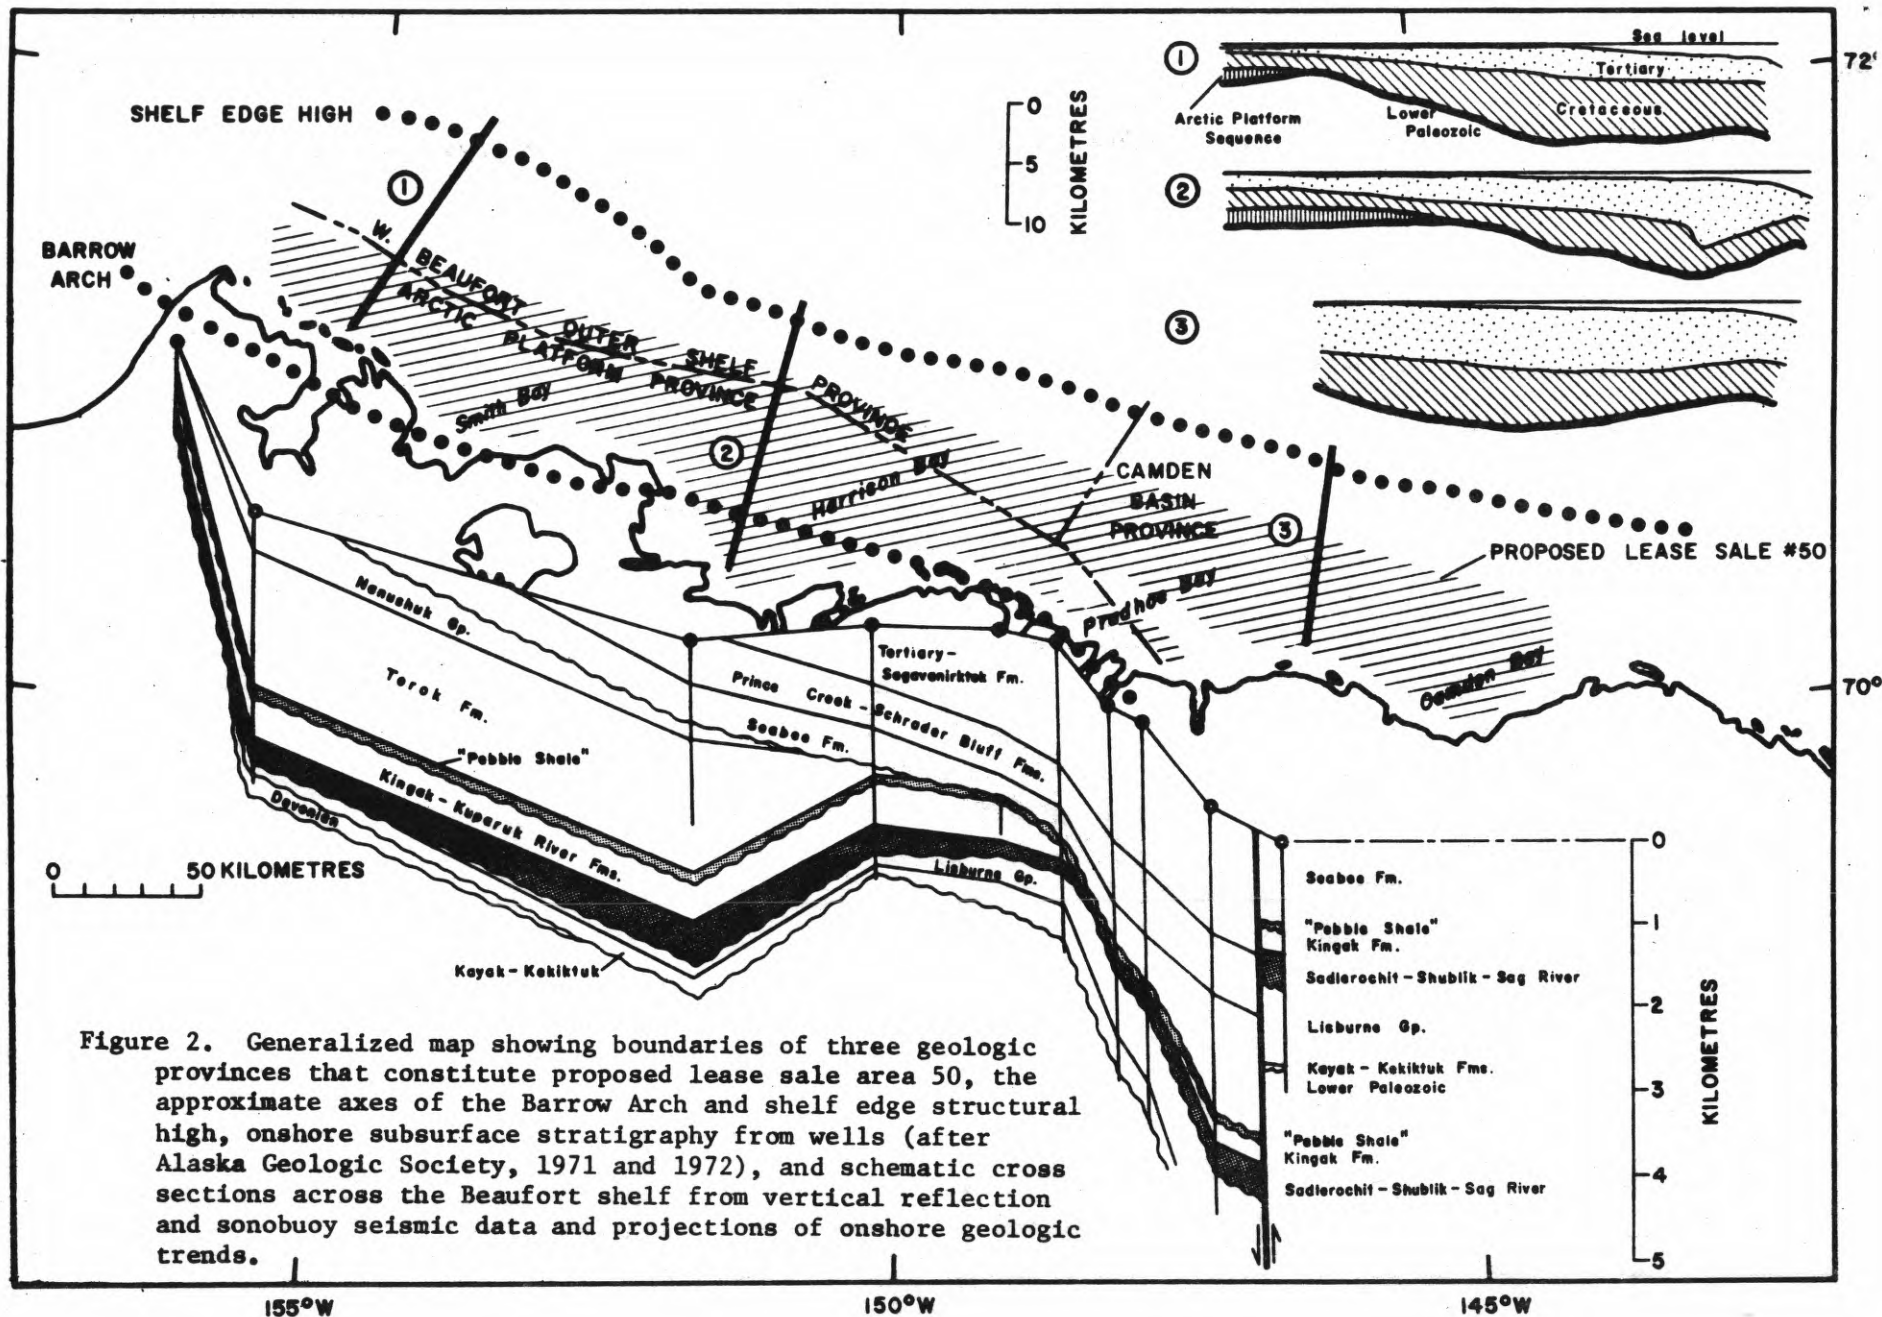 72°
Sea level
①
Tertiary
Cretaceous
Lower
Paleozoic
Arctic Platform
Sequence
②
③
0
5
10
KILOMETRES
SHELF EDGE HIGH
①
BARROW
ARCH
W. BEAUFORT OUTER SHELF PROVINCE
ARCTIC PLATFORM PROVINCE
Smith Bay
②
Harrison Bay
CAMDEN
BASIN
PROVINCE
③
PROPOSED LEASE SALE #50
Prudhoe Bay
Camden Bay
70°
Nanushuk Gp.
Torok Fm.
"Pebble Shale"
Kingak-Kuparuk River Fms.
Devonian
Kayak-Kekiktuk
Tertiary-
Sagavanirktok Fm.
Prince Creek-Schrader Bluff Fms.
Seabee Fm.
Lisburne Gp.
0 50 KILOMETRES
0
1
2
3
4
5
KILOMETRES
Seabee Fm.
"Pebble Shale"
Kingak Fm.
Sadlerochit-Shublik-Sag River
Lisburne Gp.
Kayak-Kekiktuk Fms.
Lower Paleozoic
"Pebble Shale"
Kingak Fm.
Sadlerochit-Shublik-Sag River
Figure 2. Generalized map showing boundaries of three geologic
provinces that constitute proposed lease sale area 50, the
approximate axes of the Barrow Arch and shelf edge structural
high, onshore subsurface stratigraphy from wells (after
Alaska Geologic Society, 1971 and 1972), and schematic cross
sections across the Beaufort shelf from vertical reflection
and sonobuoy seismic data and projections of onshore geologic
trends.
155°W
150°W
145°W